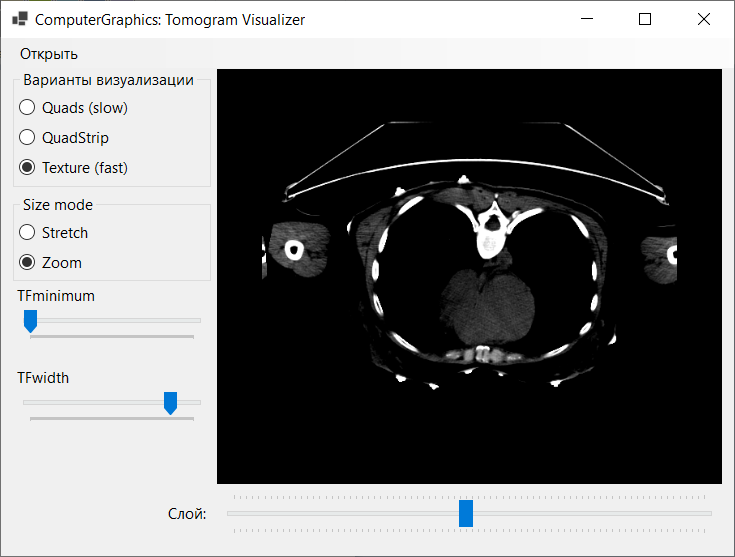 ComputerGraphics: Tomogram Visualizer
Открыть
Варианты визуализации
Quads (slow)
QuadStrip
Texture (fast)
Size mode
Stretch
Zoom
TFminimum
TFwidth
Слой: